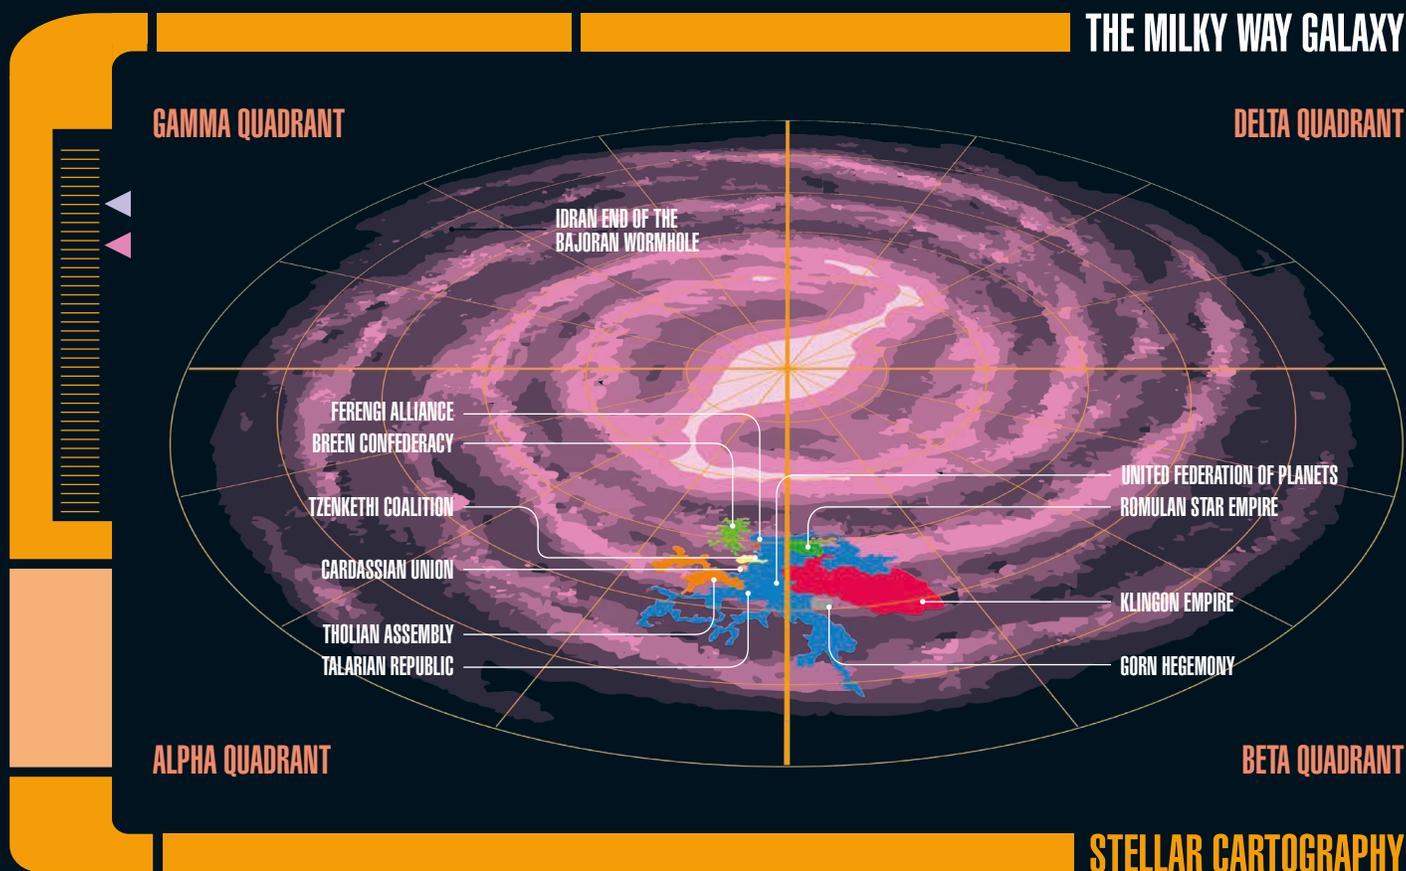 THE MILKY WAY GALAXY
GAMMA QUADRANT
DELTA QUADRANT
IDRAN END OF THE
BAJORAN WORMHOLE
FERENGI ALLIANCE
BREEN CONFEDERACY
TZENKETHI COALITION
CARDASSIAN UNION
THOLIAN ASSEMBLY
TALARIAN REPUBLIC
UNITED FEDERATION OF PLANETS
ROMULAN STAR EMPIRE
KLINGON EMPIRE
GORN HEGEMONY
ALPHA QUADRANT
BETA QUADRANT
STELLAR CARTOGRAPHY